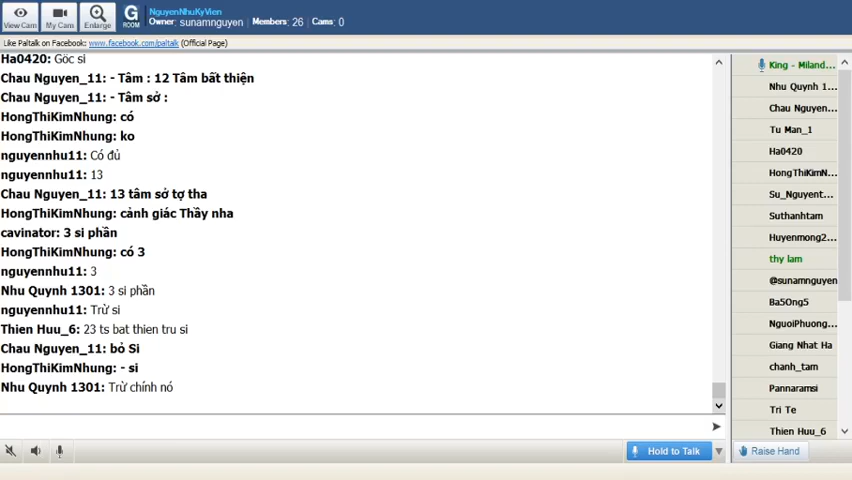 View Cam
My Cam
Enlarge
G
ROOM
NguyenNhuKyVien
Owner: sunamnguyen Members: 26 Cams: 0
Like Paltalk on Facebook: www.facebook.com/paltalk (Official Page)
Ha0420: Góc si
Chau Nguyen_11: - Tâm : 12 Tâm bất thiện
Chau Nguyen_11: - Tâm sở :
HongThiKimNhung: có
HongThiKimNhung: ko
nguyennhu11: Có đủ
nguyennhu11: 13
Chau Nguyen_11: 13 tâm sở tợ tha
HongThiKimNhung: cảnh giác Thầy nha
cavinator: 3 si phần
HongThiKimNhung: có 3
nguyennhu11: 3
Nhu Quynh 1301: 3 si phần
nguyennhu11: Trừ si
Thien Huu_6: 23 ts bat thien tru si
Chau Nguyen_11: bỏ Si
HongThiKimNhung: - si
Nhu Quynh 1301: Trừ chính nó
Hold to Talk
King - Miland...
Nhu Quynh 1...
Chau Nguyen...
Tu Man_1
Ha0420
HongThiKimN...
Su_Nguyent...
Suthanhtam
Huyenmong2...
thy lam
@sunamnguyen
Ba5Ong5
NguoiPhuong...
Giang Nhat Ha
chanh_tam
Pannaramsi
Tri Te
Thien Huu_6
Raise Hand